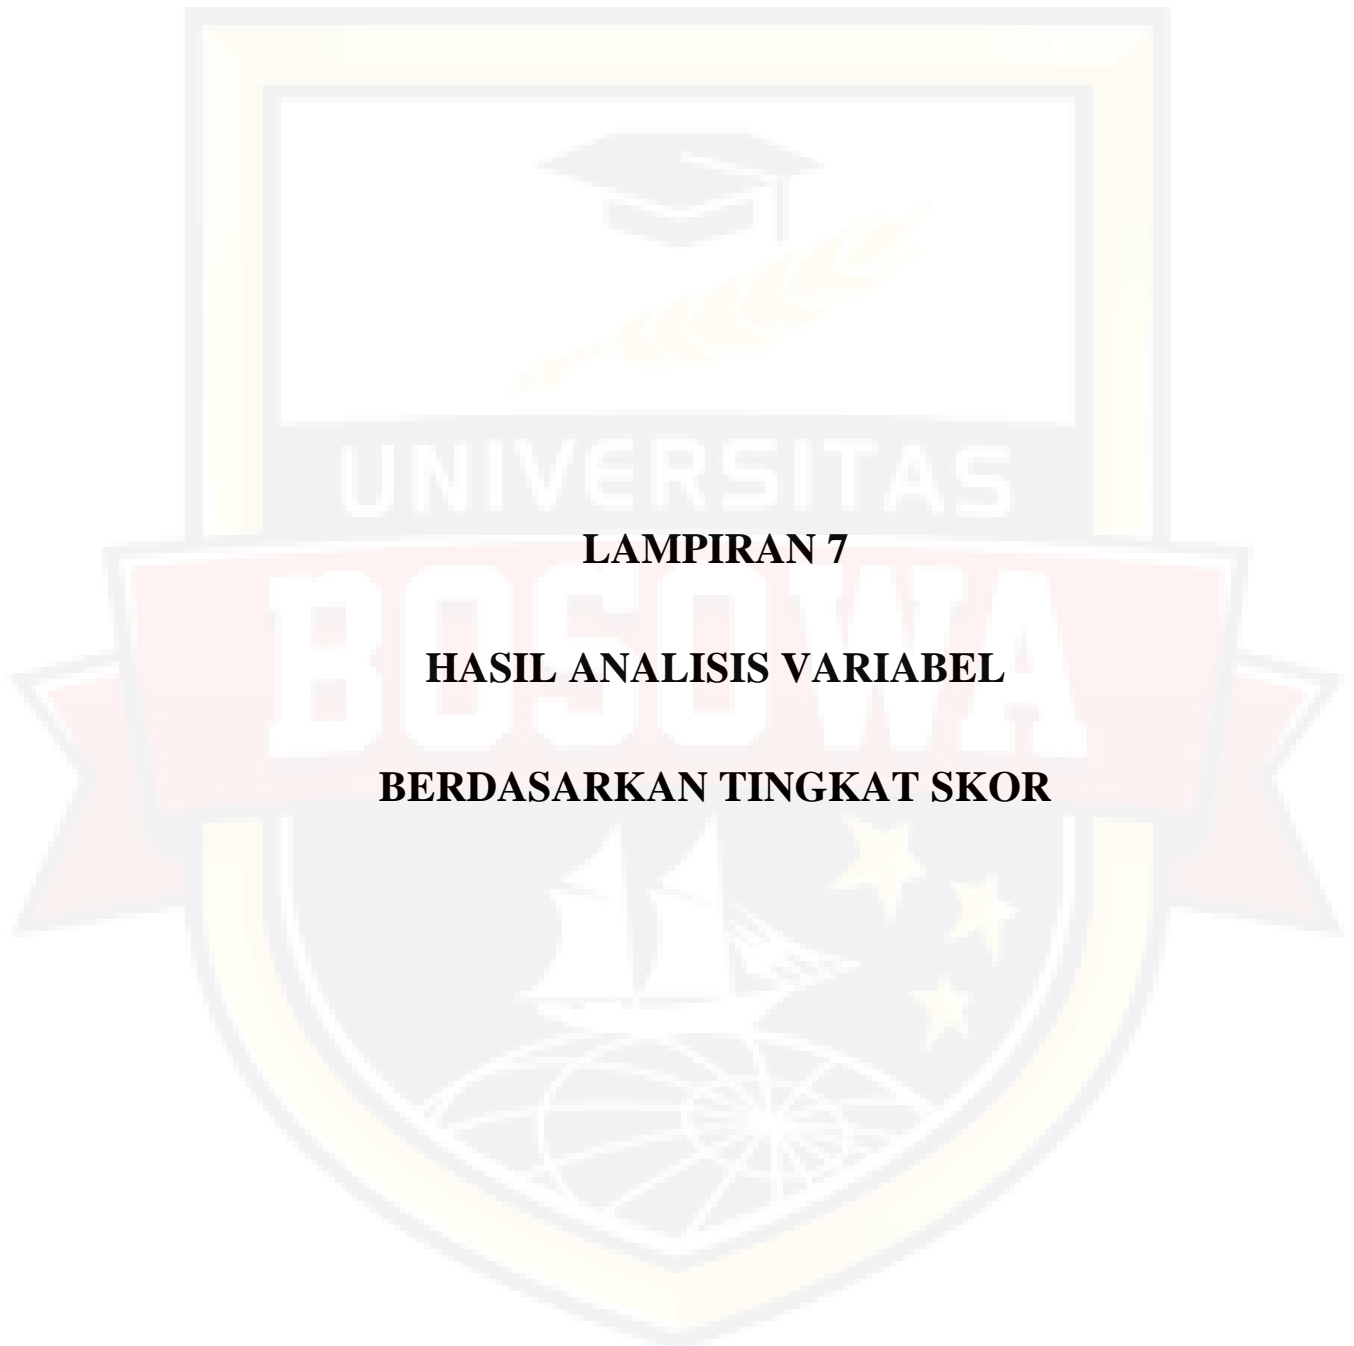 UNIVERSITAS
LAMPIRAN 7
BOSOWA
HASIL ANALISIS VARIABEL
BERDASARKAN TINGKAT SKOR